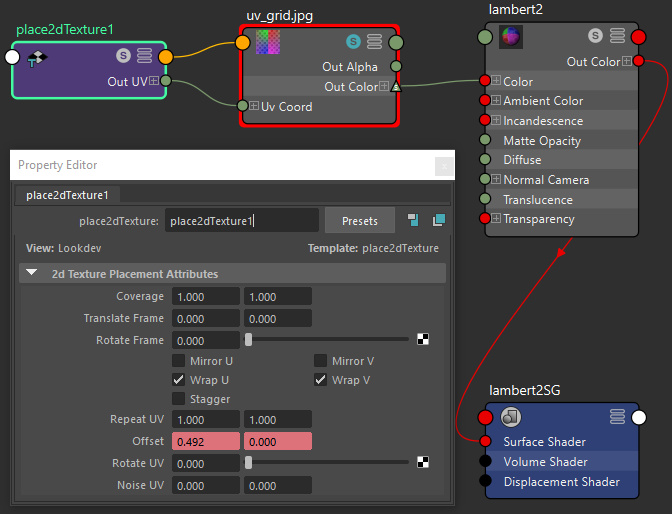 place2dTexture1
Out UV
uv_grid.jpg
Out Alpha
Out Color
Uv Coord
lambert2
Out Color
Color
Ambient Color
Incandescence
Matte Opacity
Diffuse
Normal Camera
Translucence
Transparency
Property Editor
place2dTexture1
place2dTexture: place2dTexture1 Presets
View: Lookdev Template: place2dTexture
2d Texture Placement Attributes
Coverage 1.000 1.000
Translate Frame 0.000 0.000
Rotate Frame 0.000
Mirror U Mirror V
Wrap U Wrap V
Stagger
Repeat UV 1.000 1.000
Offset 0.492 0.000
Rotate UV 0.000
Noise UV 0.000 0.000
lambert2SG
Surface Shader
Volume Shader
Displacement Shader